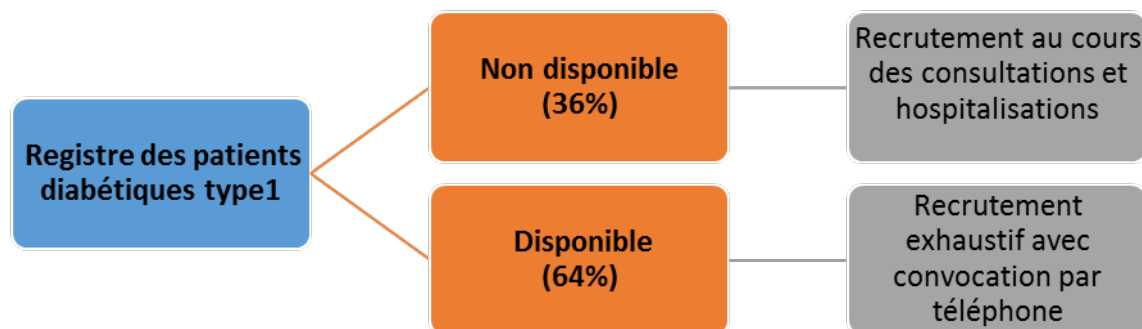 Registre des patients
diabétiques type1
Non disponible
(36%)
Recrutement au cours
des consultations et
hospitalisations
Disponible
(64%)
Recrutement
exhaustif avec
convocation par
téléphone